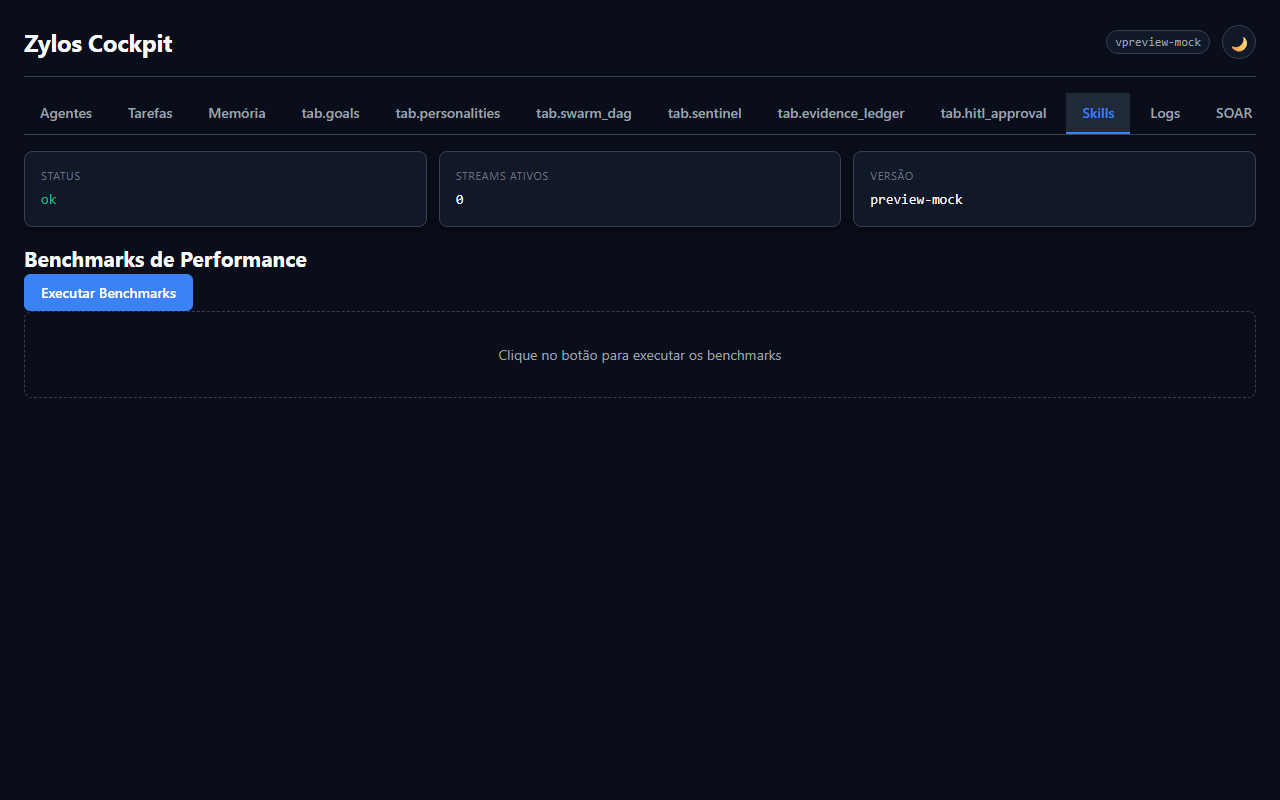 Zylos Cockpit
vpreview-mock
Agentes Tarefas Memória tab.goals tab.personalities tab.swarm_dag tab.sentinel tab.evidence_ledger tab.hitl_approval Skills Logs SOAR
STATUS
ok
STREAMS ATIVOS
0
VERSÃO
preview-mock
Benchmarks de Performance
Executar Benchmarks
Clique no botão para executar os benchmarks